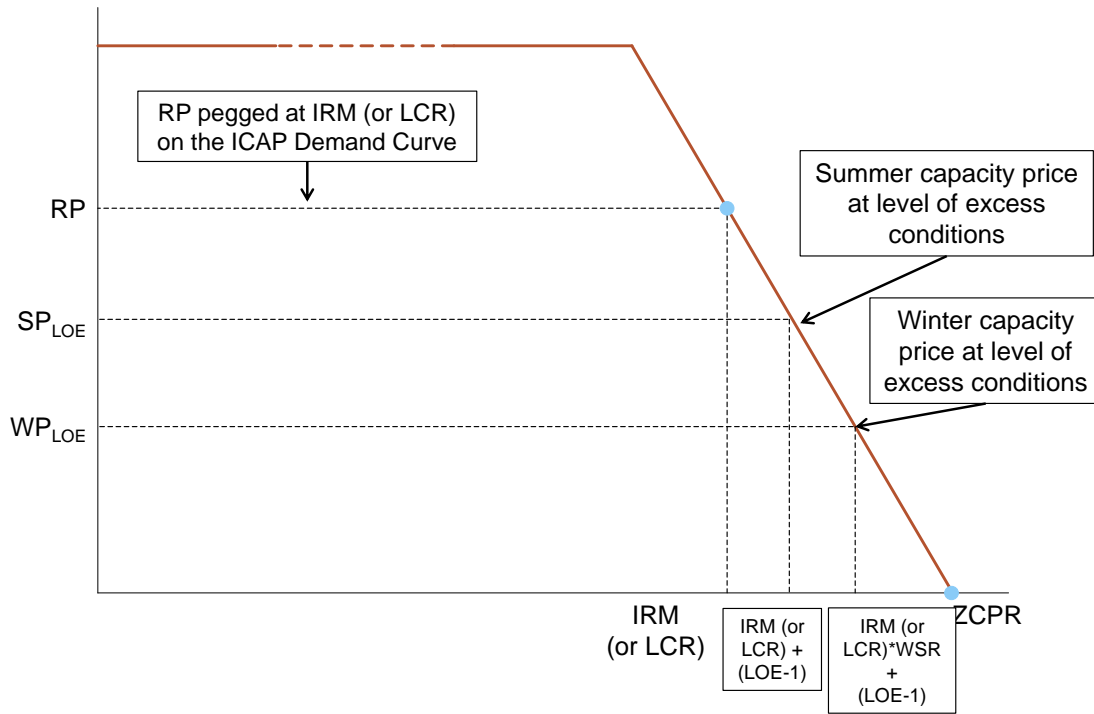 RP pegged at IRM (or LCR)
on the ICAP Demand Curve
Summer capacity price
at level of excess
conditions
RP
SP_LOE
Winter capacity
price at level of
excess conditions
WP_LOE
IRM
(or LCR)
IRM (or
LCR) +
(LOE-1)
IRM (or
LCR)*WSR
+
(LOE-1)
ZCPR